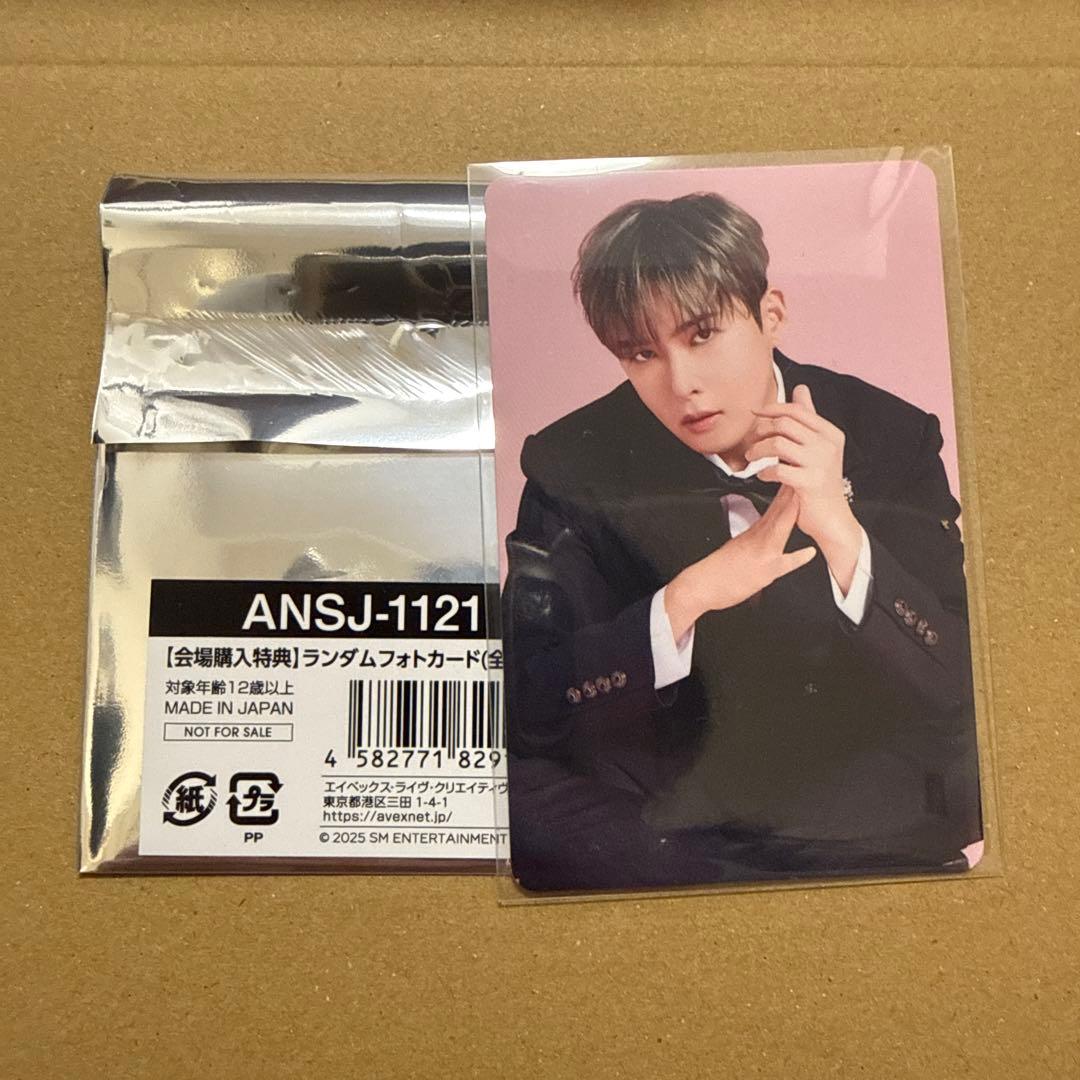 ANSJ-1121
【会場購入特典】ランダムフォトカード(全
対象年齢12歳以上
MADE IN JAPAN
NOT FOR SALE
4 582771 829
紙
プラ
PP
エイベックス・ライヴ・クリエイティヴ
東京都港区三田 1-4-1
https://avexnet.jp/
© 2025 SM ENTERTAINMENT